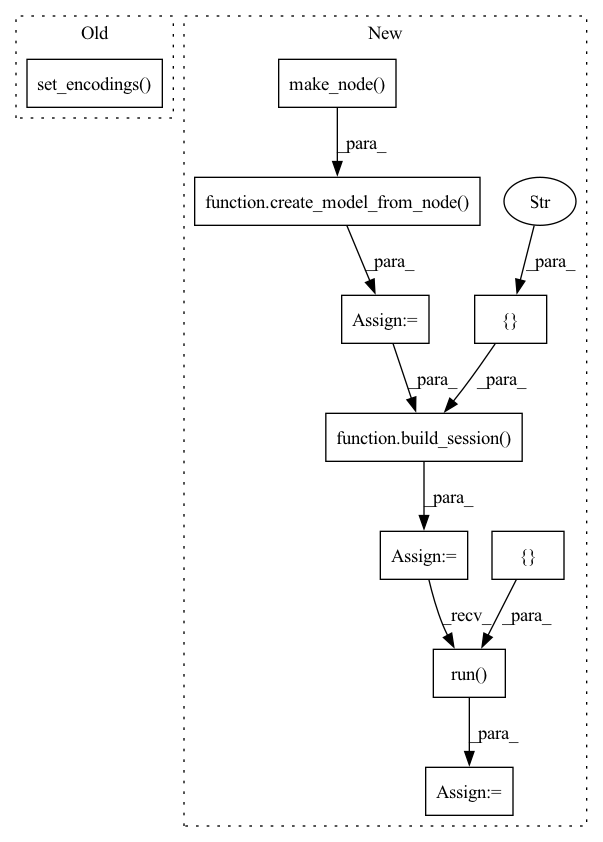 Old
New
set_encodings()
make_node()
_para_
function.create_model_from_node()
Str
_para_
_para_
Assign:=
{}
_para_
_para_
function.build_session()
_para_
Assign:=
{}
_recv_
_para_
run()
_para_
Assign:=